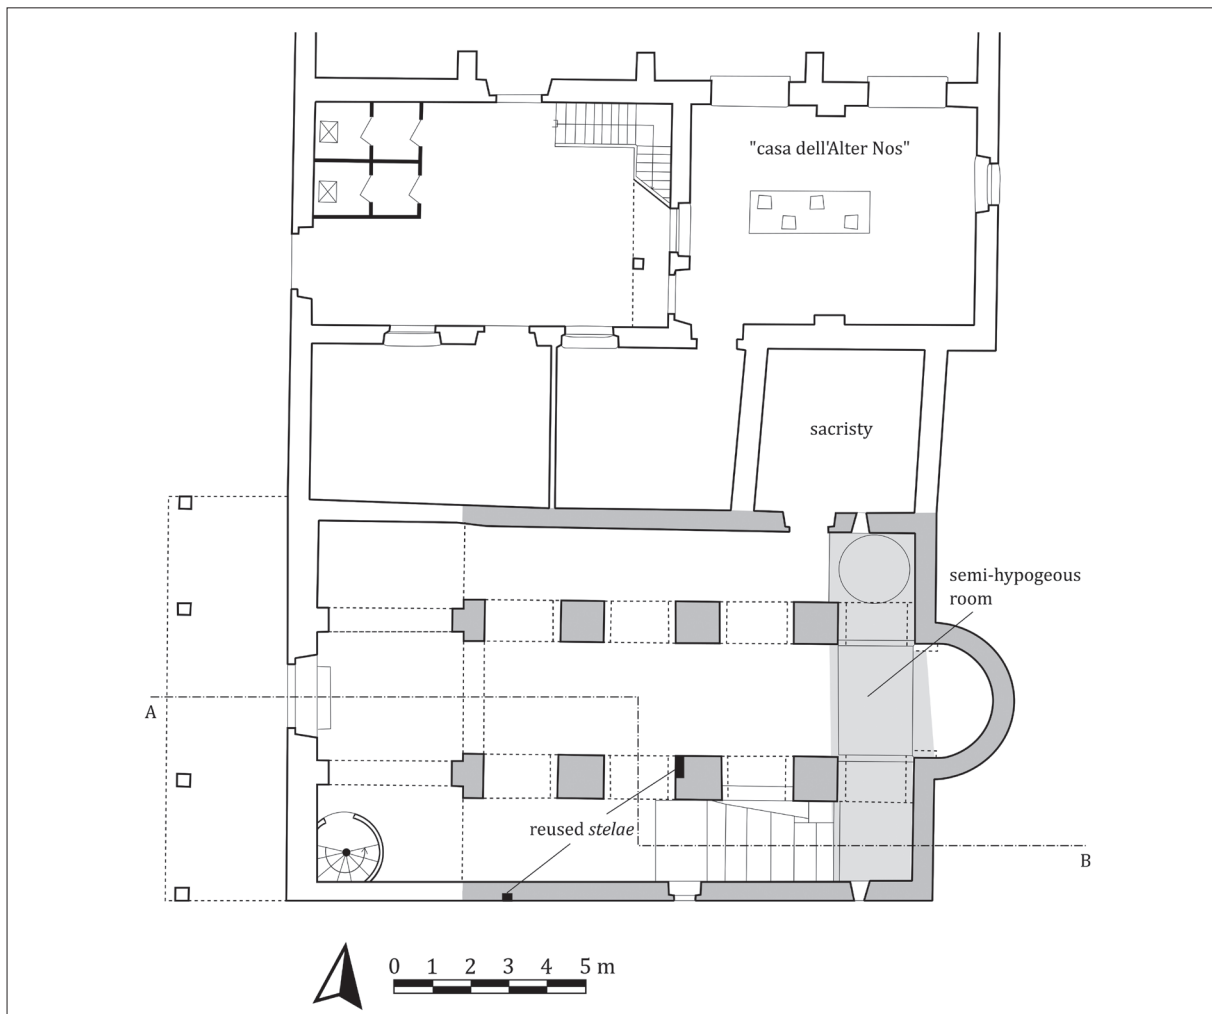 "casa dell'Alter Nos"
sacristy
semi-hypogeous
room
A
reused stelae
B
0 1 2 3 4 5 m